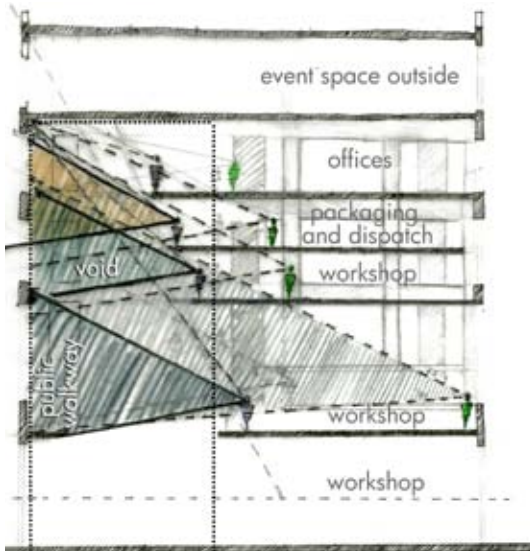 event space outside
offices
packaging
and dispatch
void
workshop
public
walkway
workshop
workshop